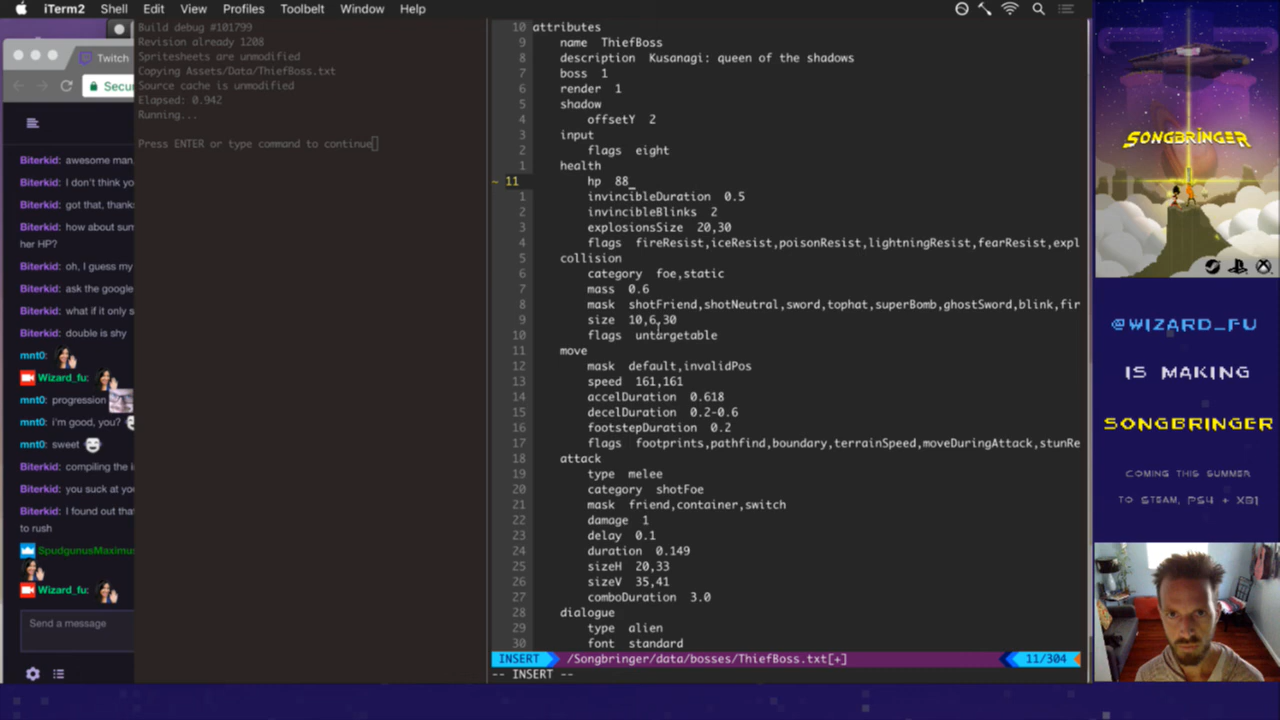 iTerm2 Shell Edit View Profiles Toolbelt Window Help
Twitch
Secu
Biterkid: awesome man,
Biterkid: I don't think yo
Biterkid: got that, thank
Biterkid: how about sum
her HP?
Biterkid: oh, I guess my
Biterkid: ask the google
Biterkid: what if it only s
Biterkid: double is shy
mnt0:
Wizard_fu:
mnt0: progression
mnt0: i'm good, you?
mnt0: sweet
Biterkid: compiling the i
Biterkid: you suck at yo
Biterkid: I found out tha
to rush
SpudgunusMaximus
Wizard_fu:
Send a message
Build debug #101799
Revision already 1208
Spritesheets are unmodified
Copying Assets/Data/ThiefBoss.txt
Source cache is unmodified
Elapsed: 0.942
Running...
Press ENTER or type command to continue
10 attributes
9 name ThiefBoss
8 description Kusanagi: queen of the shadows
7 boss 1
6 render 1
5 shadow
4 offsetY 2
3 input
2 flags eight
1 health
~ 11 hp 88_
1 invincibleDuration 0.5
2 invincibleBlinks 2
3 explosionsSize 20,30
4 flags fireResist,iceResist,poisonResist,lightningResist,fearResist,expl
5 collision
6 category foe,static
7 mass 0.6
8 mask shotFriend,shotNeutral,sword,tophat,superBomb,ghostSword,blink,fir
9 size 10,6,30
10 flags untargetable
11 move
12 mask default,invalidPos
13 speed 161,161
14 accelDuration 0.618
15 decelDuration 0.2-0.6
16 footstepDuration 0.2
17 flags footprints,pathfind,boundary,terrainSpeed,moveDuringAttack,stunRe
18 attack
19 type melee
20 category shotFoe
21 mask friend,container,switch
22 damage 1
23 delay 0.1
24 duration 0.149
25 sizeH 20,33
26 sizeV 35,41
27 comboDuration 3.0
28 dialogue
29 type alien
30 font standard
INSERT /Songbringer/data/bosses/ThiefBoss.txt[+] 11/304
-- INSERT --
SONGBRINGER
@WIZARD_FU
IS MAKING
SONGBRINGER
COMING THIS SUMMER
TO STEAM, PS4 + XB1